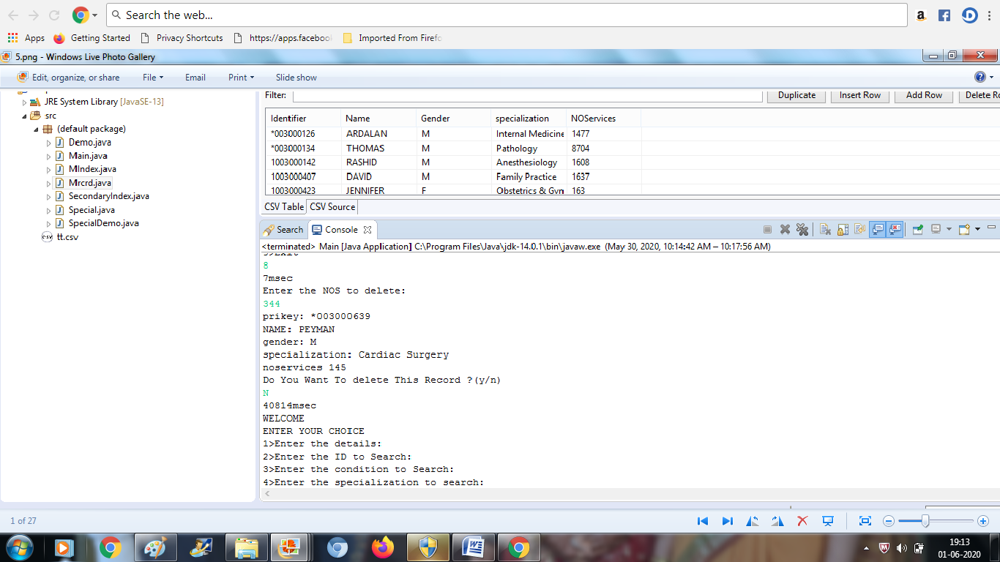 Search the web...
Apps Getting Started Privacy Shortcuts https://apps.facebook Imported From Firefo
5.png - Windows Live Photo Gallery
Edit, organize, or share File Email Print Slide show
JRE System Library [JavaSE-13]
src
(default package)
Demo.java
Main.java
MIndex.java
Mrcrd.java
SecondaryIndex.java
Special.java
SpecialDemo.java
tt.csv
Filter: Duplicate Insert Row Add Row Delete Ro
Identifier Name Gender specialization NOServices
*003000126 ARDALAN M Internal Medicine 1477
*003000134 THOMAS M Pathology 8704
1003000142 RASHID M Anesthesiology 1608
1003000407 DAVID M Family Practice 1637
1003000423 JENNIFER F Obstetrics & Gyn 163
CSV Table CSV Source
Search Console
<terminated> Main [Java Application] C:\Program Files\Java\jdk-14.0.1\bin\javaw.exe (May 30, 2020, 10:14:42 AM – 10:17:56 AM)
8
7msec
Enter the NOS to delete:
344
prikey: *003000639
NAME: PEYMAN
gender: M
specialization: Cardiac Surgery
noservices 145
Do You Want To delete This Record ?(y/n)
N
40814msec
WELCOME
ENTER YOUR CHOICE
1>Enter the details:
2>Enter the ID to Search:
3>Enter the condition to Search:
4>Enter the specialization to search:
1 of 27
19:13
01-06-2020